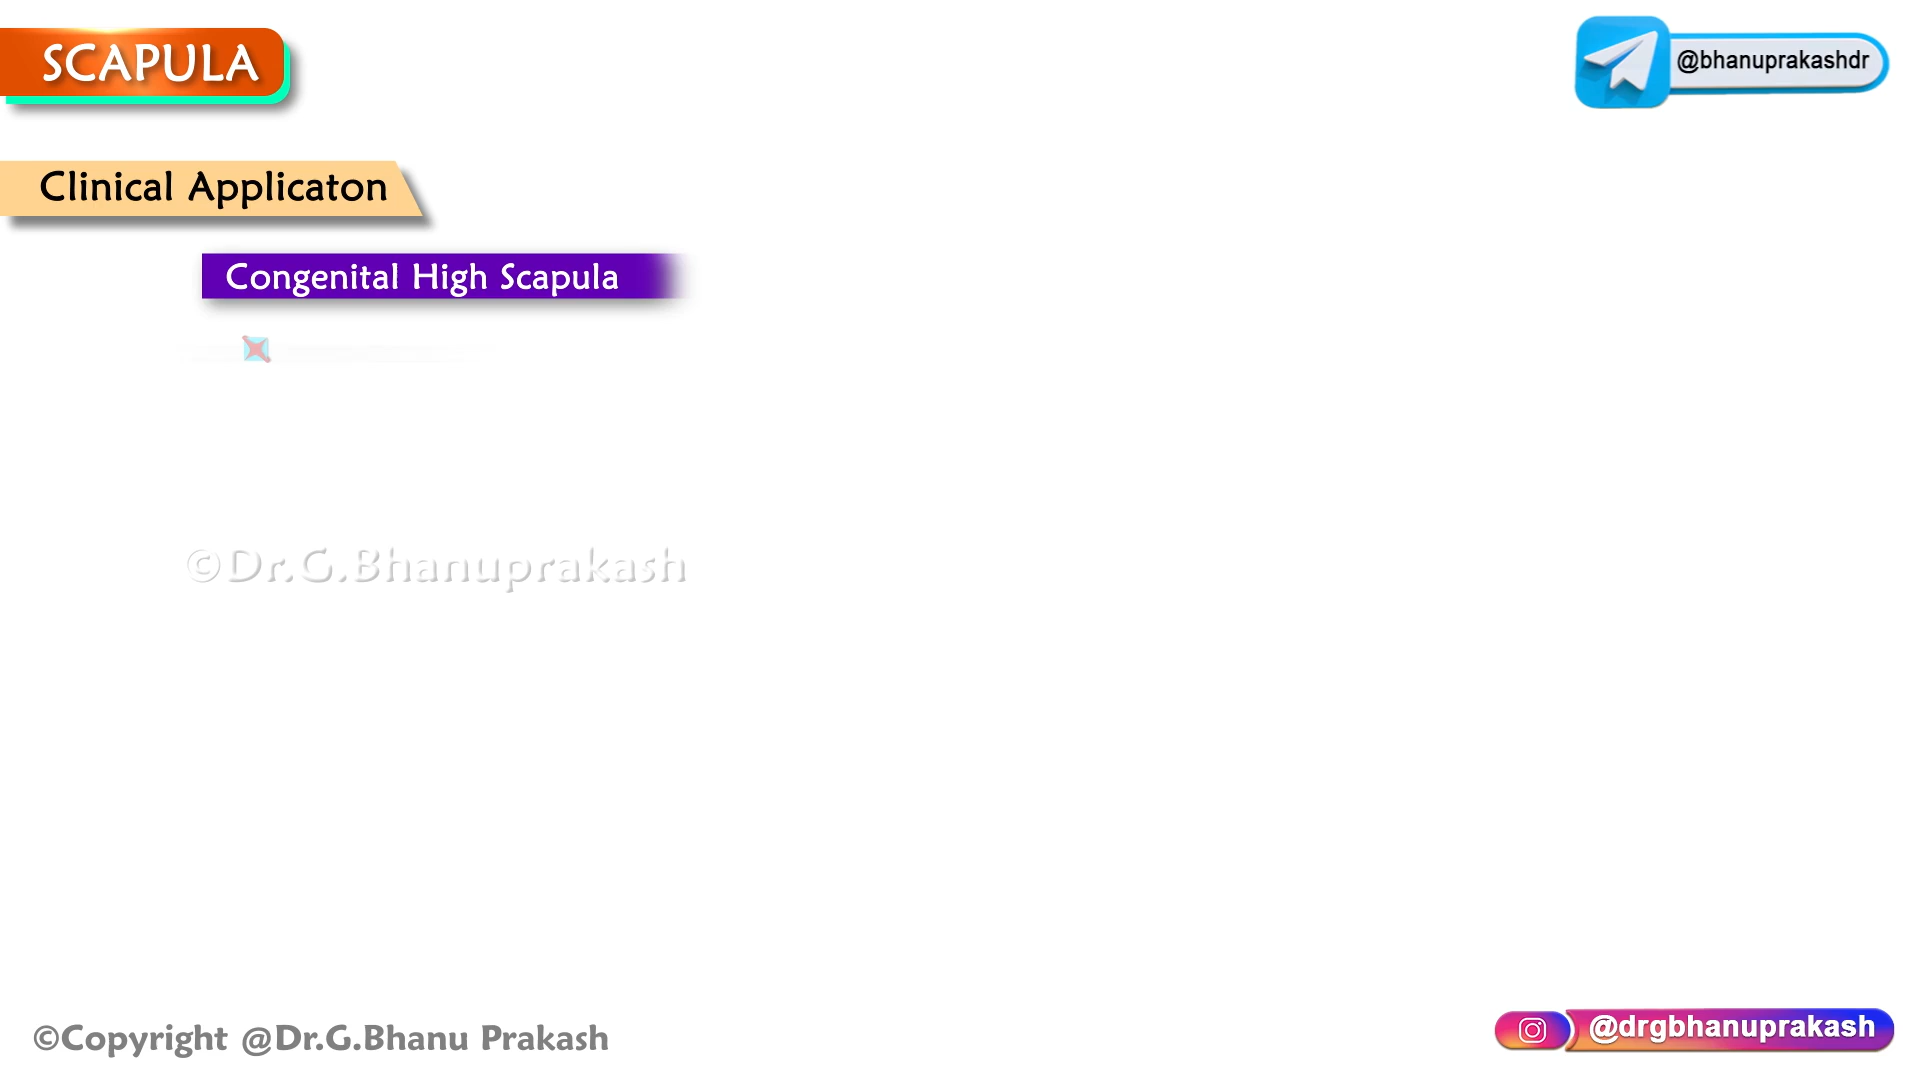 SCAPULA
@bhanuprakashdr
Clinical Applicaton
Congenital High Scapula
©Dr.G.Bhanuprakash
©Copyright @Dr.G.Bhanu Prakash
@drgbhanuprakash